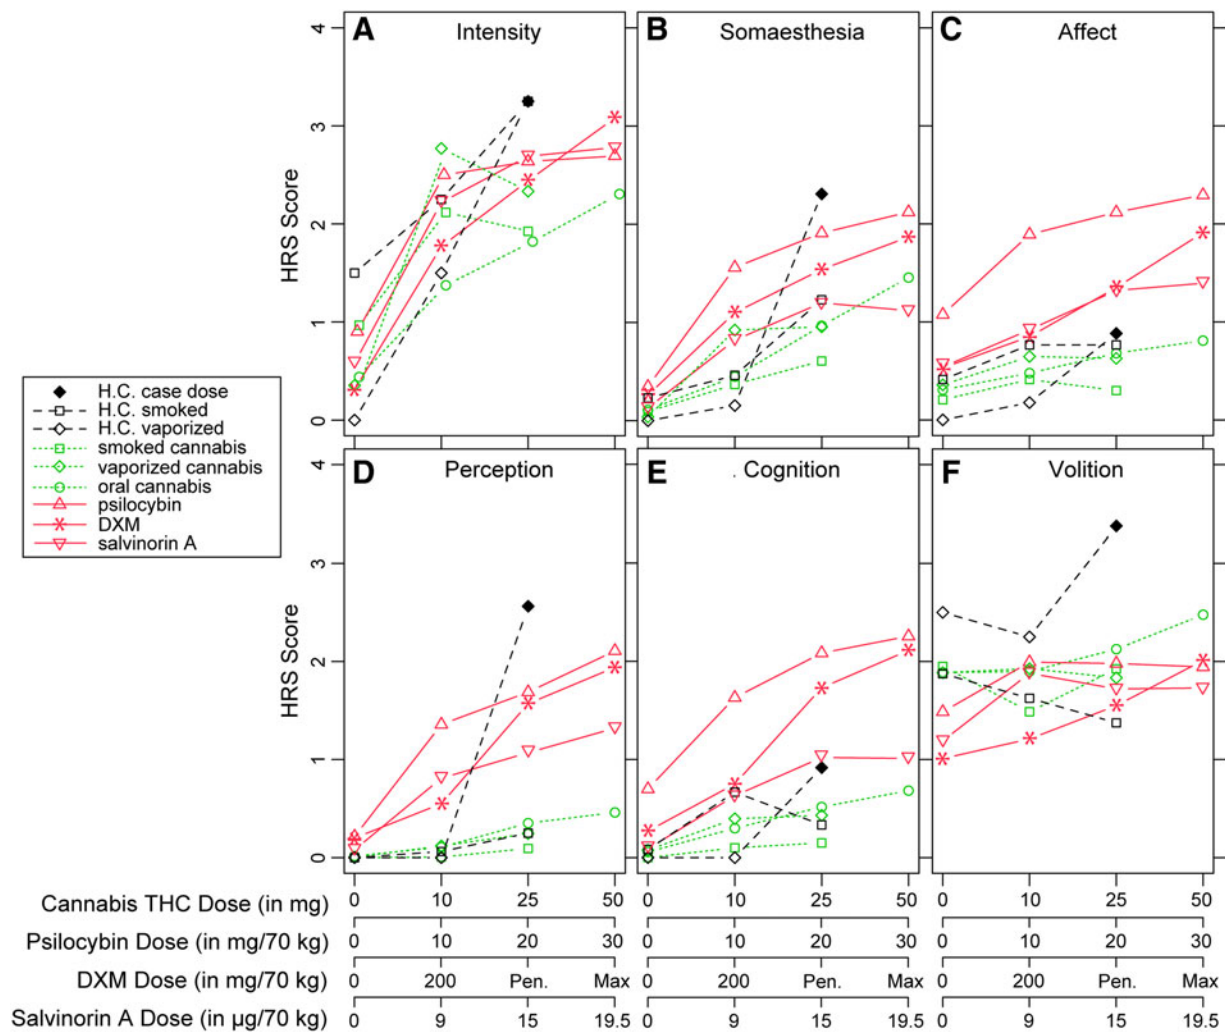 A Intensity
B Somaesthesia
C Affect
4
3
2
1
0
HRS Score
H.C. case dose
H.C. smoked
H.C. vaporized
smoked cannabis
vaporized cannabis
oral cannabis
psilocybin
DXM
salvinorin A
D Perception
E Cognition
F Volition
4
3
2
1
0
HRS Score
Cannabis THC Dose (in mg) 0 10 25 50 0 10 25 50 0 10 25 50
Psilocybin Dose (in mg/70 kg) 0 10 20 30 0 10 20 30 0 10 20 30
DXM Dose (in mg/70 kg) 0 200 Pen. Max 0 200 Pen. Max 0 200 Pen. Max
Salvinorin A Dose (in µg/70 kg) 0 9 15 19.5 0 9 15 19.5 0 9 15 19.5